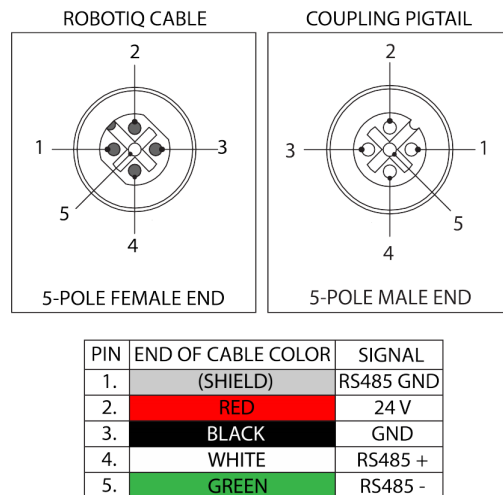 ROBOTIQ CABLE
2
1
3
5
4
5-POLE FEMALE END
COUPLING PIGTAIL
2
3
1
5
4
5-POLE MALE END
PIN END OF CABLE COLOR SIGNAL
1. (SHIELD) RS485 GND
2. RED 24 V
3. BLACK GND
4. WHITE RS485 +
5. GREEN RS485 -